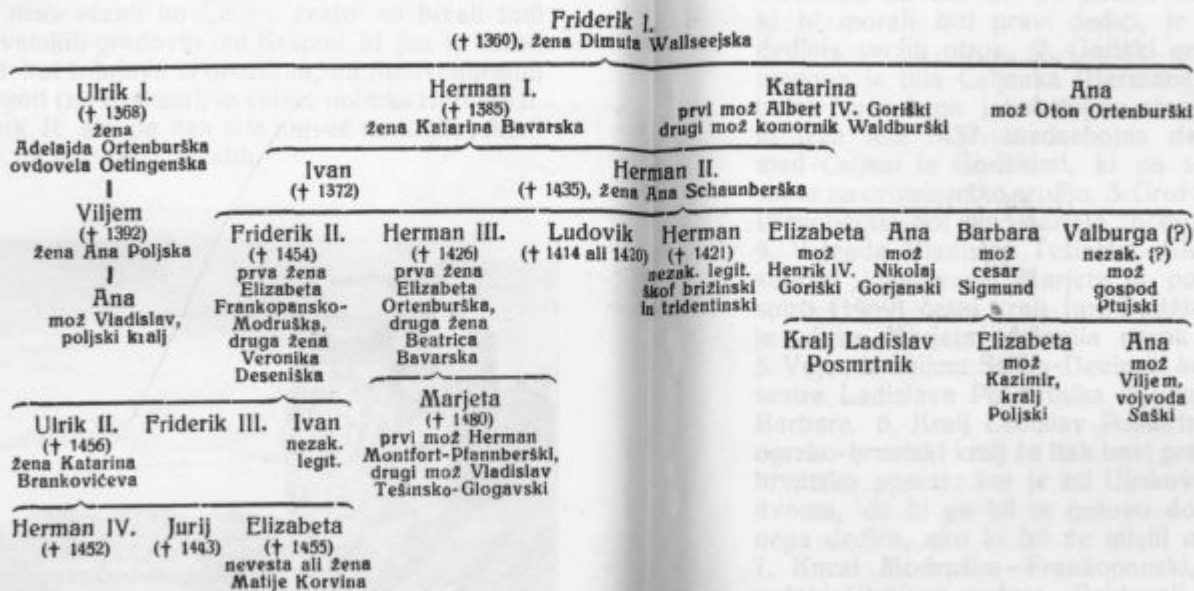 Friderik I.
(† 1360), žena Dimuta Wallseejska
Ulrik I.
(† 1368)
žena
Adelajda Ortenburška
ovdovela Oetingenška
Herman I.
(† 1385)
žena Katarina Bavarska
Katarina
prvi mož Albert IV. Goriški
drugi mož komornik Waldburški
Ana
mož Oton Ortenburški
Viljem
(† 1392)
žena Ana Poljska
Ana
mož Vladislav,
poljski kralj
Ivan
(† 1372)
Herman II.
(† 1435), žena Ana Schaunberška
Friderik II.
(† 1454)
prva žena
Elizabeta
Frankopansko-
Modruška,
druga žena
Veronika
Deseniška
Herman III.
(† 1426)
prva žena
Elizabeta
Ortenburška,
druga žena
Beatrica
Bavarska
Ludovik
(† 1414 ali 1420)
Herman
(† 1421)
nezak. legit.
škof brižinski
in tridentinski
Elizabeta
mož
Henrik IV.
Goriški
Ana
mož
Nikolaj
Gorjanski
Barbara
mož
cesar
Sigmund
Valburga (?)
nezak. (?)
mož
gospod
Ptujski
Kralj Ladislav
Posmrtnik
Elizabeta
mož
Kazimir,
kralj
Poljski
Ana
mož
Viljem,
vojvoda
Saški
Ulrik II.
(† 1456)
žena Katarina
Brankovićeva
Friderik III.
Ivan
nezak.
legit.
Marjeta
(† 1480)
prvi mož Herman
Montfort-Pfannberški,
drugi mož Vladislav
Tešinsko-Glogavski
Herman IV.
(† 1452)
Jurij
(† 1443)
Elizabeta
(† 1455)
nevesta ali žena
Matije Korvina